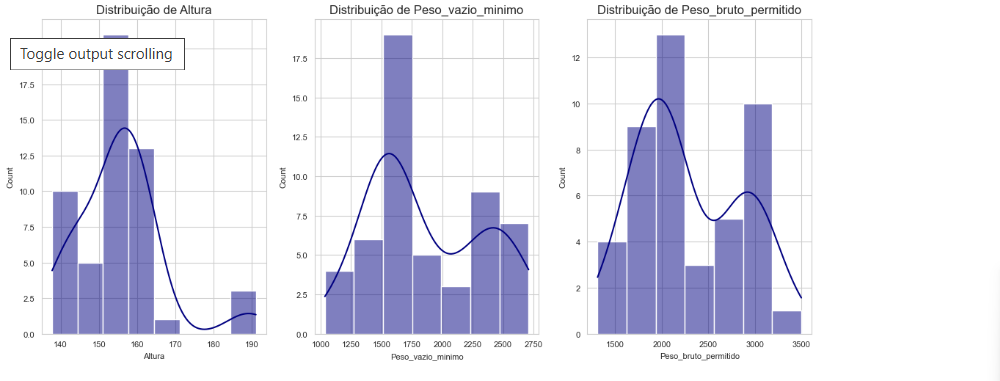 Distribuição de Altura
Toggle output scrolling
17.5
15.0
12.5
10.0
7.5
5.0
2.5
0.0
Count
140 150 160 170 180 190
Altura
Distribuição de Peso_vazio_minimo
17.5
15.0
12.5
10.0
7.5
5.0
2.5
0.0
Count
1000 1250 1500 1750 2000 2250 2500 2750
Peso_vazio_minimo
Distribuição de Peso_bruto_permitido
12
10
8
6
4
2
0
Count
1500 2000 2500 3000 3500
Peso_bruto_permitido